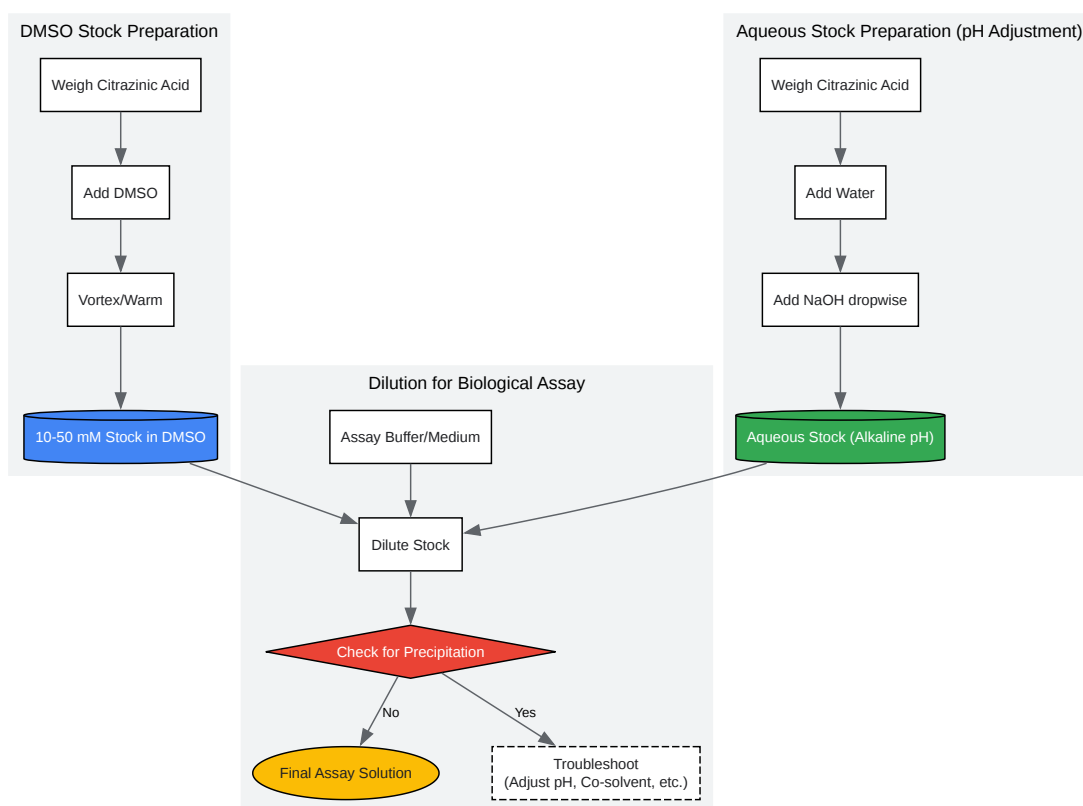 DMSO Stock Preparation
Weigh Citrazinic Acid
Add DMSO
Vortex/Warm
10-50 mM Stock in DMSO
Aqueous Stock Preparation (pH Adjustment)
Weigh Citrazinic Acid
Add Water
Add NaOH dropwise
Aqueous Stock (Alkaline pH)
Dilution for Biological Assay
Assay Buffer/Medium
Dilute Stock
Check for Precipitation
No
Yes
Final Assay Solution
Troubleshoot
(Adjust pH, Co-solvent, etc.)